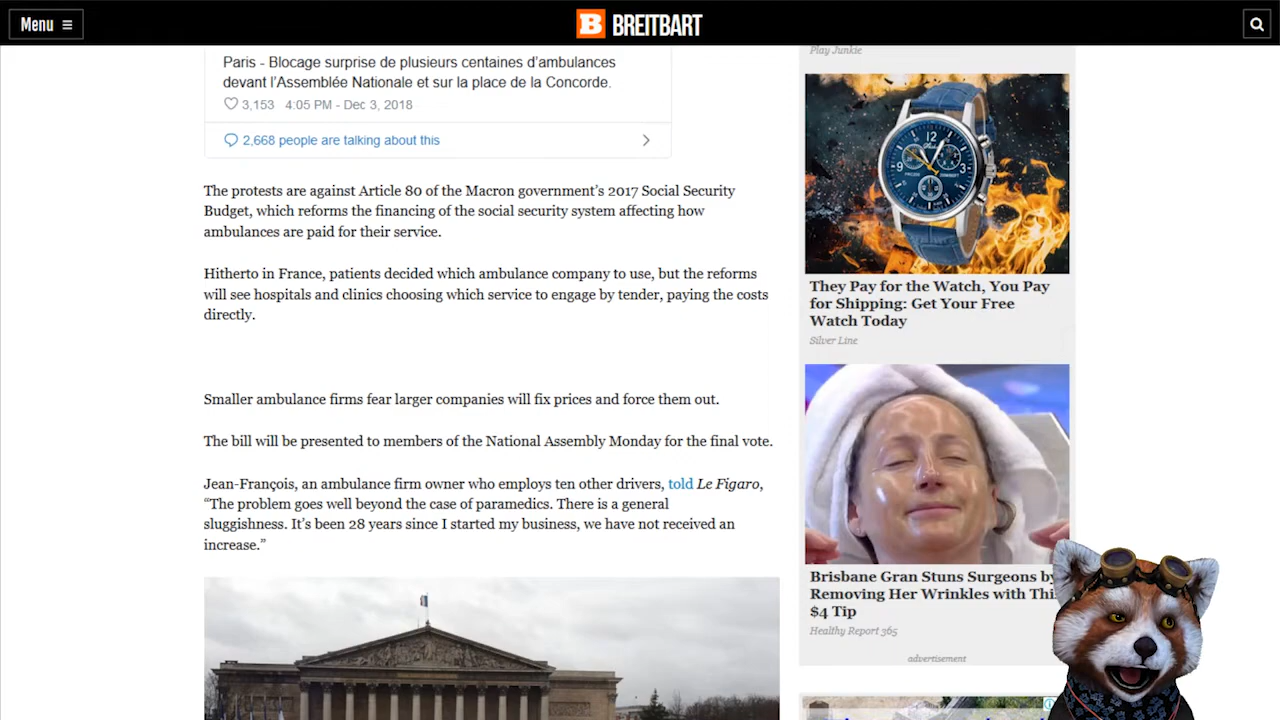 Menu
B BREITBART
Paris - Blocage surprise de plusieurs centaines d'ambulances
devant l'Assemblée Nationale et sur la place de la Concorde.
3,153 4:05 PM - Dec 3, 2018
2,668 people are talking about this
The protests are against Article 80 of the Macron government's 2017 Social Security
Budget, which reforms the financing of the social security system affecting how
ambulances are paid for their service.
Hitherto in France, patients decided which ambulance company to use, but the reforms
will see hospitals and clinics choosing which service to engage by tender, paying the costs
directly.
Smaller ambulance firms fear larger companies will fix prices and force them out.
The bill will be presented to members of the National Assembly Monday for the final vote.
Jean-François, an ambulance firm owner who employs ten other drivers, told Le Figaro,
“The problem goes well beyond the case of paramedics. There is a general
sluggishness. It's been 28 years since I started my business, we have not received an
increase.”
Play Junkie
12
3
9
They Pay for the Watch, You Pay
for Shipping: Get Your Free
Watch Today
Silver Line
Brisbane Gran Stuns Surgeons by
Removing Her Wrinkles with Thi
$4 Tip
Healthy Report 365
advertisement